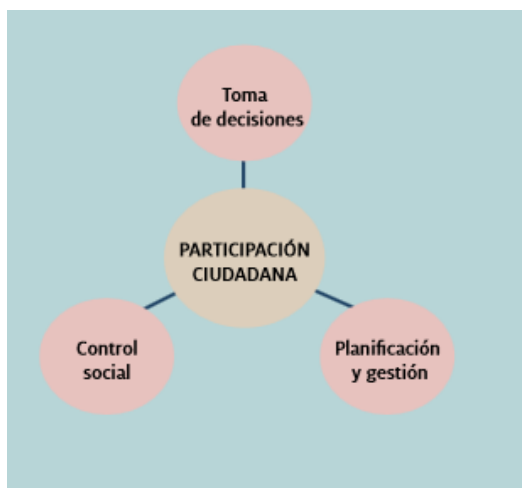 Toma
de decisiones
PARTICIPACIÓN
CIUDADANA
Control
social
Planificación
y gestión